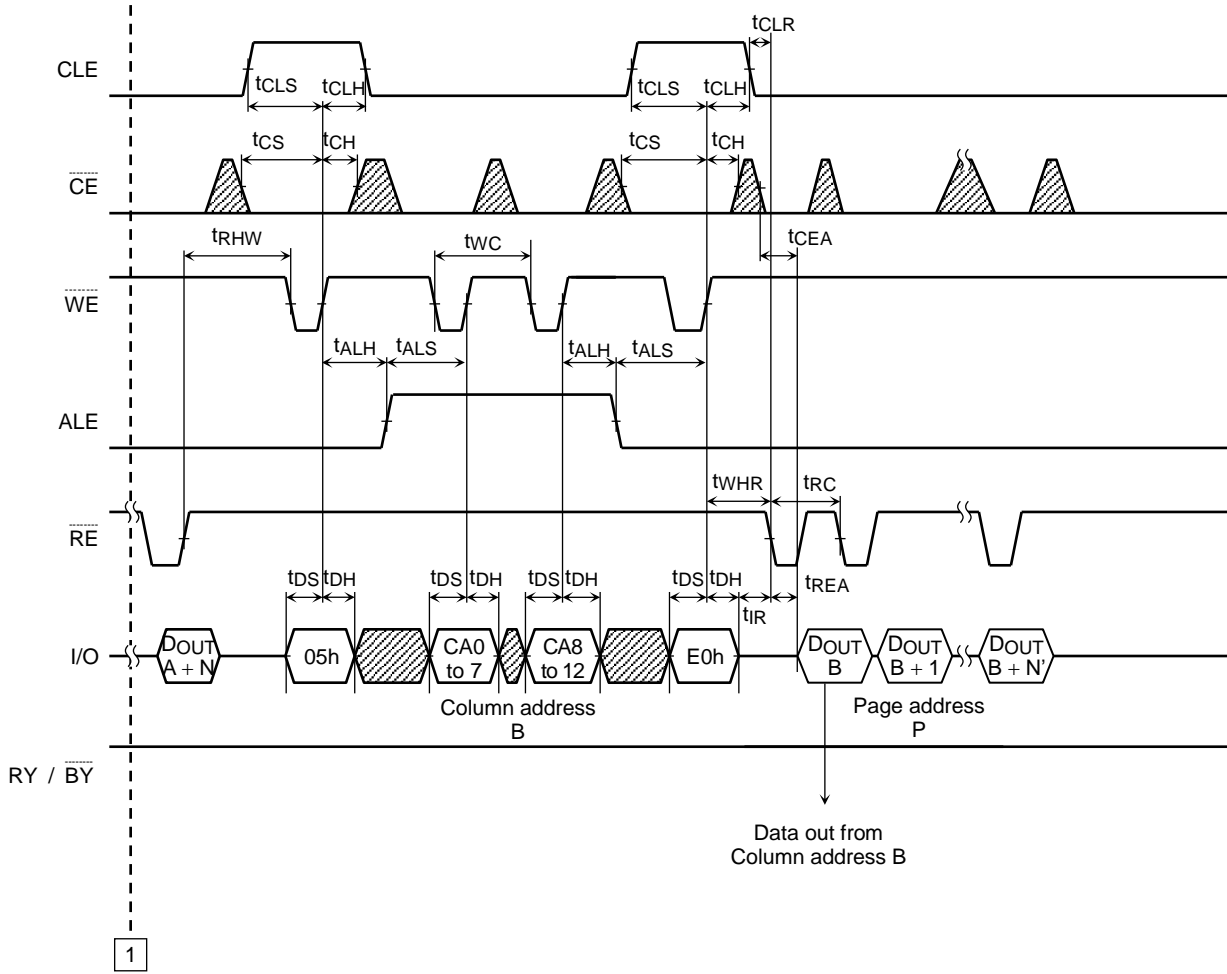 tCLR
CLE
tCLS tCLH tCLS tCLH
tCS tCH tCS tCH
CE
tRHW tWC tCEA
WE
tALH tALS tALH tALS
ALE
tWHR tRC
RE
tDS tDH tDS tDH tDS tDH tDS tDH tREA
tIR
I/O
DOUT A + N
05h
CA0 to 7
CA8 to 12
E0h
DOUT B
DOUT B + 1
DOUT B + N'
Column address
B
Page address
P
RY / BY
Data out from
Column address B
1